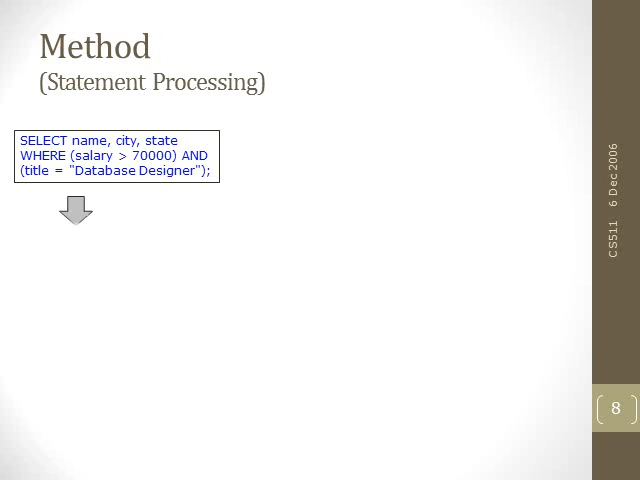 Method
(Statement Processing)
SELECT name, city, state
WHERE (salary > 70000) AND
(title = "Database Designer");
CS511 6 Dec 2006
8